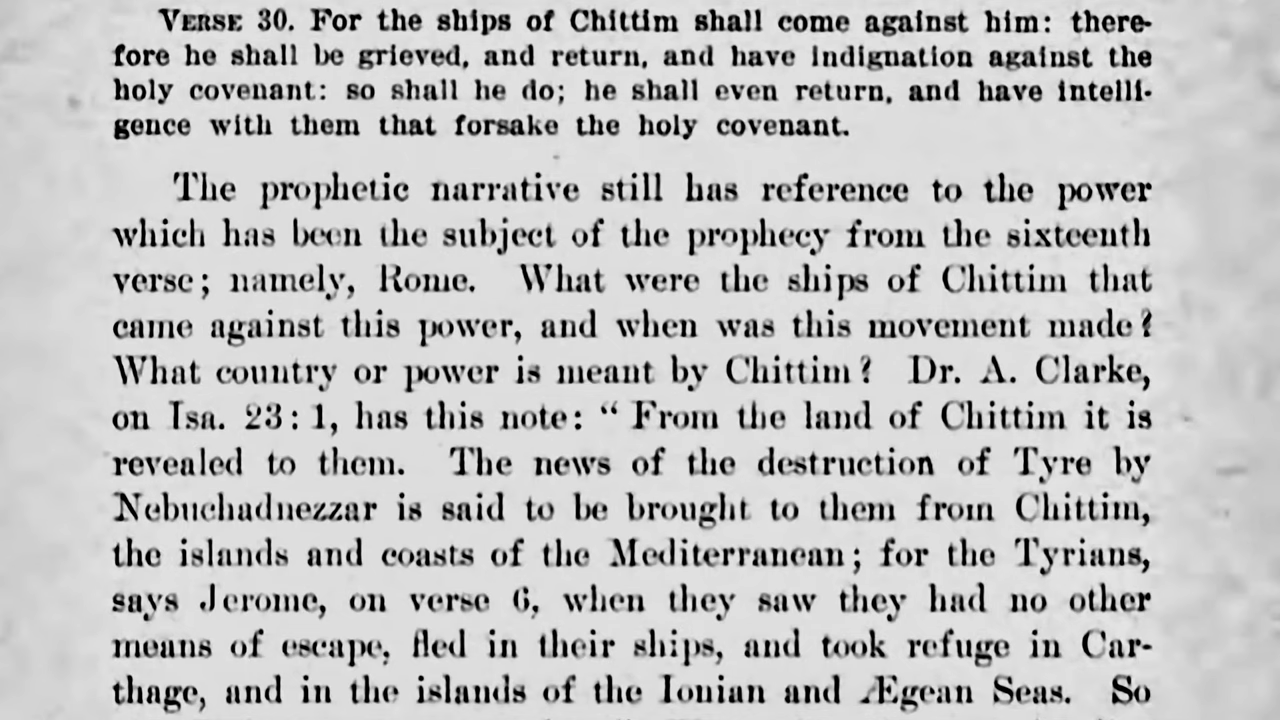 VERSE 30. For the ships of Chittim shall come against him: there-
fore he shall be grieved, and return, and have indignation against the
holy covenant: so shall he do; he shall even return, and have intelli-
gence with them that forsake the holy covenant.
The prophetic narrative still has reference to the power
which has been the subject of the prophecy from the sixteenth
verse; namely, Rome. What were the ships of Chittim that
came against this power, and when was this movement made?
What country or power is meant by Chittim? Dr. A. Clarke,
on Isa. 23:1, has this note: “ From the land of Chittim it is
revealed to them. The news of the destruction of Tyre by
Nebuchadnezzar is said to be brought to them from Chittim,
the islands and coasts of the Mediterranean; for the Tyrians,
says Jerome, on verse 6, when they saw they had no other
means of escape, fled in their ships, and took refuge in Car-
thage, and in the islands of the Ionian and Ægean Seas. So